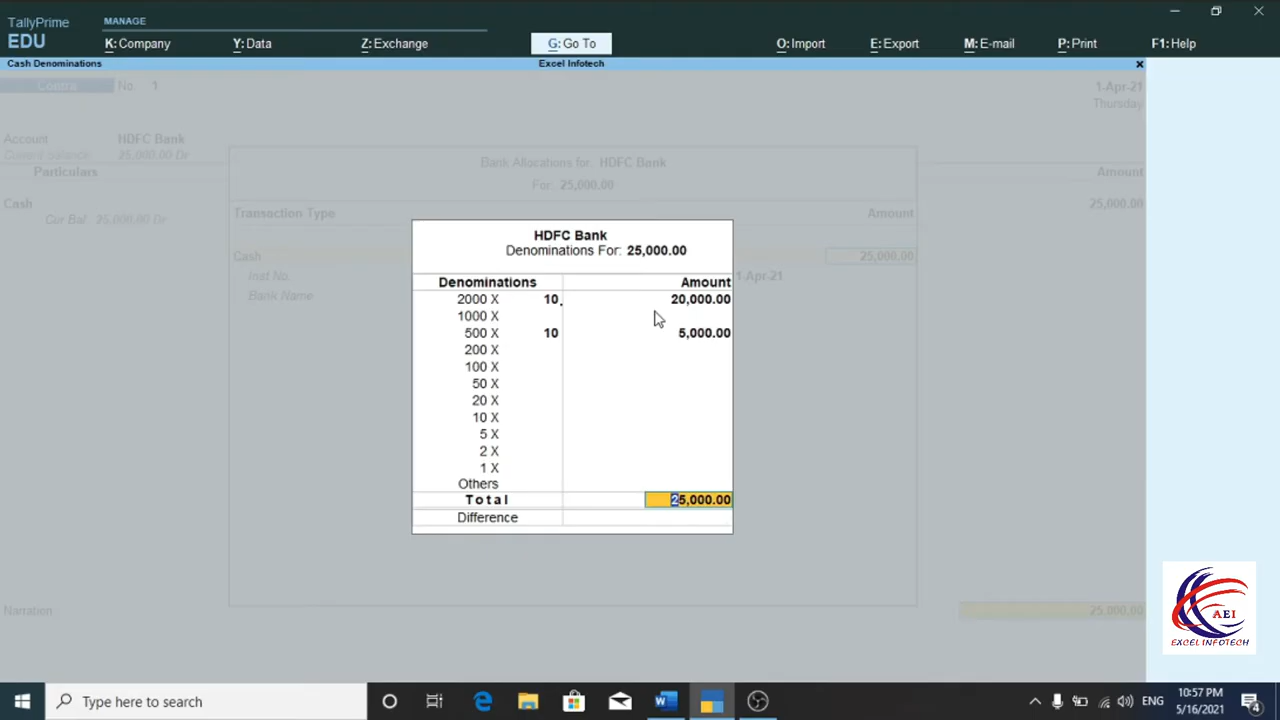 TallyPrime
EDU
MANAGE
K: Company
Y: Data
Z: Exchange
G: Go To
O: Import
E: Export
M: E-mail
P: Print
F1: Help
Cash Denominations
Excel Infotech
Contra
No. 1
1-Apr-21
Thursday
Account
HDFC Bank
Current balance
25,000.00 Dr
Particulars
Amount
Cash
25,000.00
Cur Bal: 25,000.00 Dr
Bank Allocations for: HDFC Bank
For: 25,000.00
Transaction Type
Amount
Cash
25,000.00
Inst No.
1-Apr-21
Bank Name
HDFC Bank
Denominations For: 25,000.00
Denominations Amount
2000 X 10 20,000.00
1000 X
500 X 10 5,000.00
200 X
100 X
50 X
20 X
10 X
5 X
2 X
1 X
Others
Total 25,000.00
Difference
Narration
25,000.00
AEI
EXCEL INFOTECH
Type here to search
ENG
10:57 PM
5/16/2021
4